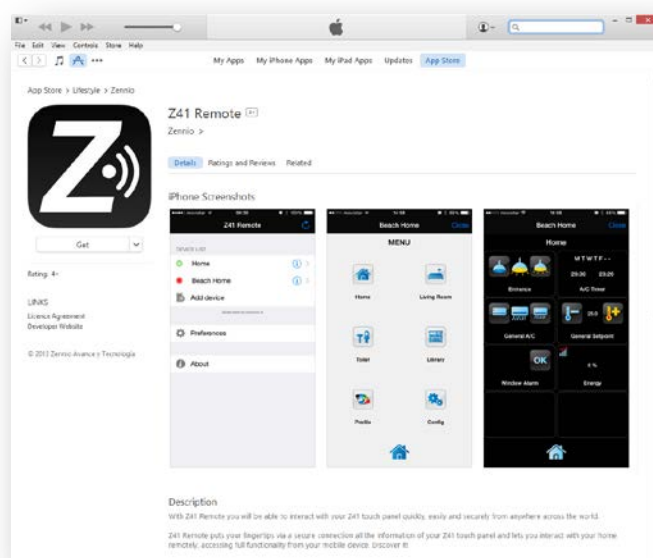 File Edit View Controls Store Help
My Apps My iPhone Apps My iPad Apps Updates App Store
App Store > Lifestyle > Zennio
Z41 Remote
Zennio >
Details Ratings and Reviews Related
iPhone Screenshots
Z
Get
Rating: 4+
LINKS
Licence Agreement
Developer Website
© 2013 Zennio Avance y Tecnología
Z41 Remote
DEVICE LIST
Home
Beach Home
Add device
Preferences
About
Beach Home Close
MENU
Home Living Room
Toilet Library
Profile Config
Beach Home Close
Home
M T W T F - -
Entrance A/C Timer
25.0
General A/C General Setpoint
OK
Window Alarm Energy
Description
With Z41 Remote you will be able to interact with your Z41 touch panel quickly, easily and securely from anywhere across the world.
Z41 Remote puts your fingertips via a secure connection all the information of your Z41 touch panel and lets you interact with your home
remotely, accessing full functionality from your mobile device. Discover it!